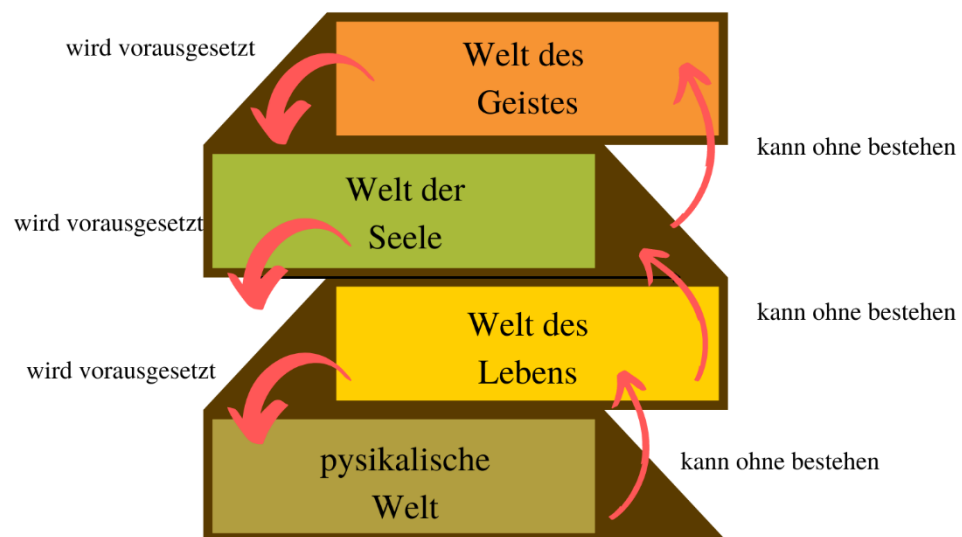 wird vorausgesetzt
Welt des
Geistes
kann ohne bestehen
wird vorausgesetzt
Welt der
Seele
kann ohne bestehen
wird vorausgesetzt
Welt des
Lebens
kann ohne bestehen
pysikalische
Welt